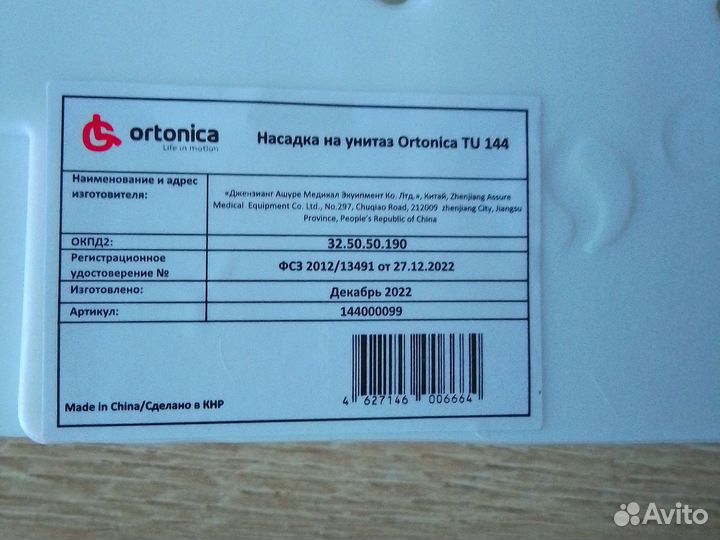 ortonica
Life in motion
Насадка на унитаз Ortonica TU 144
Наименование и адрес
изготовителя:
«Джензианг Ашуре Медикал Экуипмент Ко. Лтд.», Китай, Zhenjiang Assure
Medical Equipment Co. Ltd., No.297, Chuqiao Road, 212009 zhenjiang City, Jiangsu
Province, People's Republic of China
ОКПД2:
32.50.50.190
Регистрационное
удостоверение №
ФСЗ 2012/13491 от 27.12.2022
Изготовлено:
Декабрь 2022
Артикул:
144000099
Made in China/Сделано в КНР
4 627146 006664
Avito